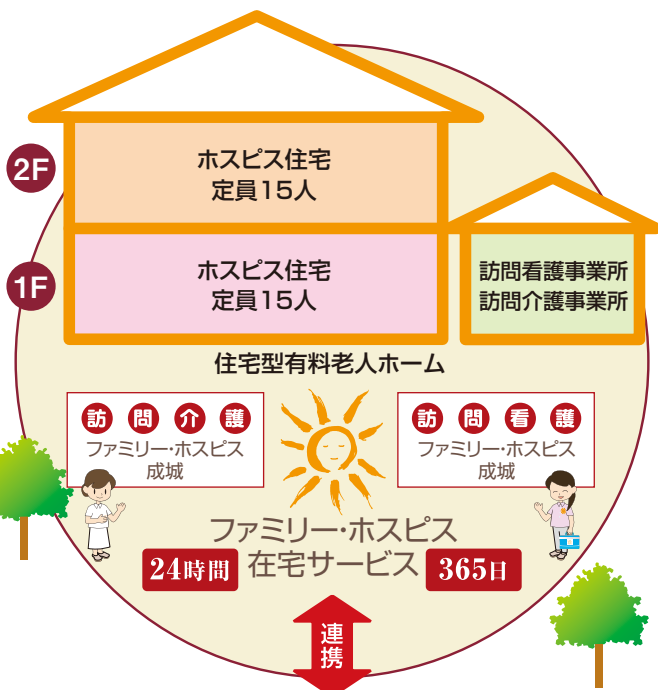 2F
ホスピス住宅
定員15人
1F
ホスピス住宅
定員15人
訪問看護事業所
訪問介護事業所
住宅型有料老人ホーム
訪問介護
ファミリー・ホスピス
成城
訪問看護
ファミリー・ホスピス
成城
ファミリー・ホスピス
24時間 在宅サービス 365日
連携